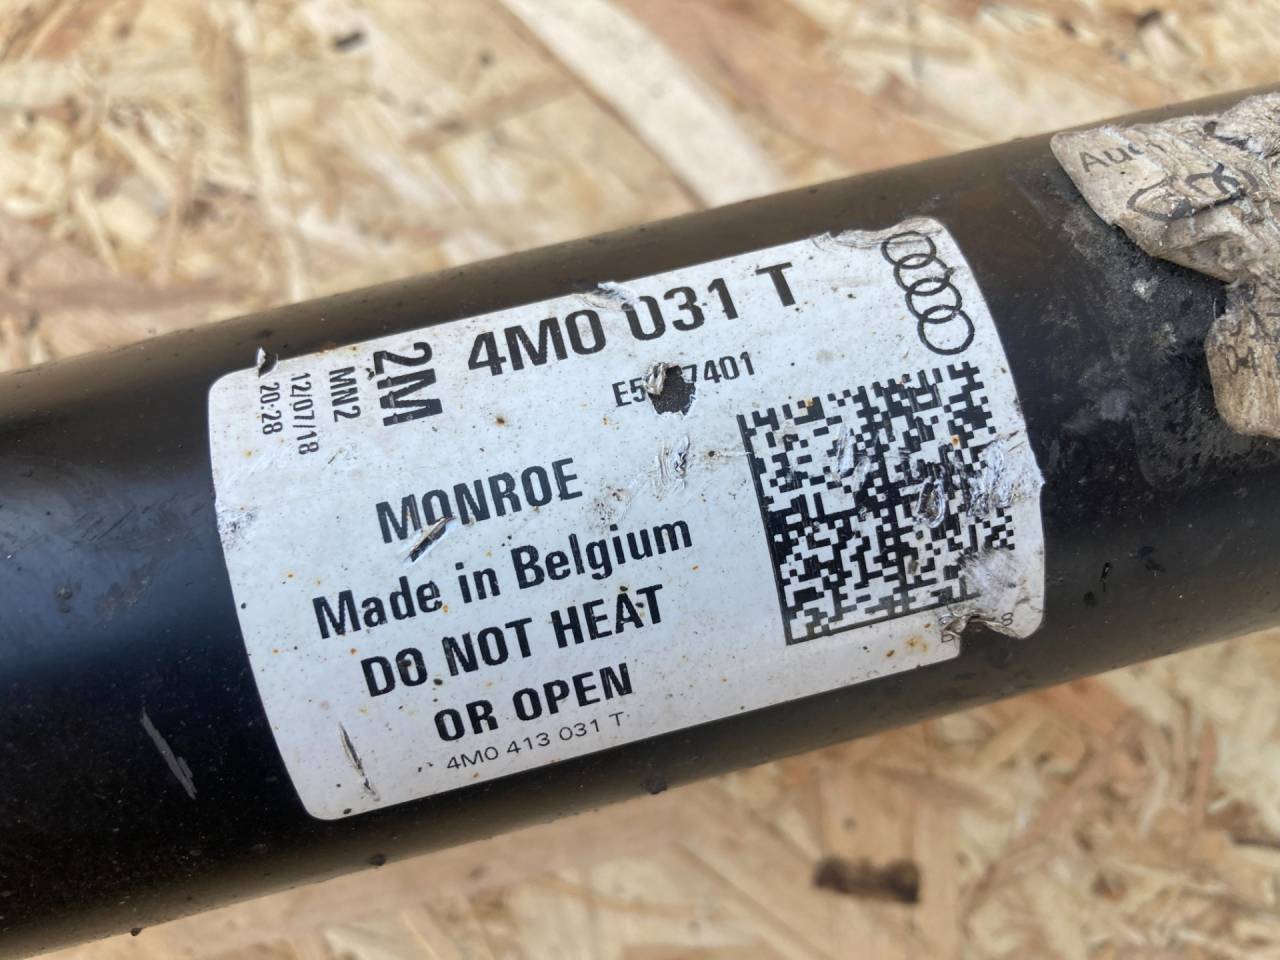 4M0 031 T
2M
MN2
12/07/18
20:28
MONROE
Made in Belgium
DO NOT HEAT
OR OPEN
4M0 413 031 T